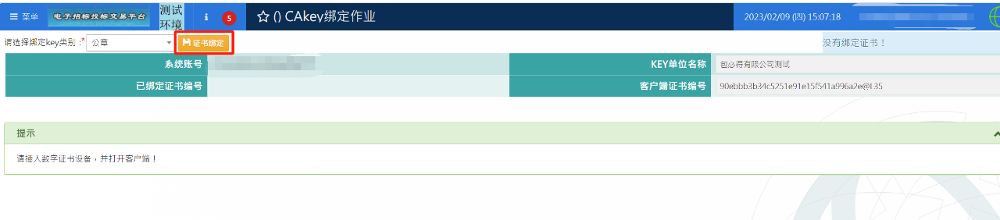 菜单 电子招标投标交易平台 测试环境 i 5 () CAkey绑定作业 2023/02/09 (四) 15:07:18
请选择绑定key类别：* 公章 证书绑定 没有绑定证书！
系统账号 KEY单位名称 包必得有限公司测试
已绑定证书编号 客户端证书编号 90ebbb3b34c5251e91e15f541a996a2e@L35
提示
请插入数字证书设备，并打开客户端！